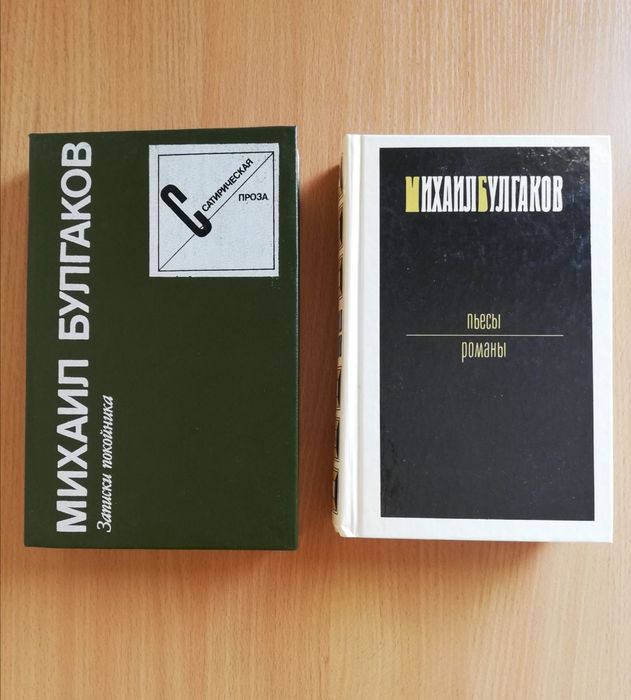 МИХАИЛ БУЛГАКОВ
Записки покойника
САТИРИЧЕСКАЯ
ПРОЗА
МИХАИЛ БУЛГАКОВ
пьесы
романы